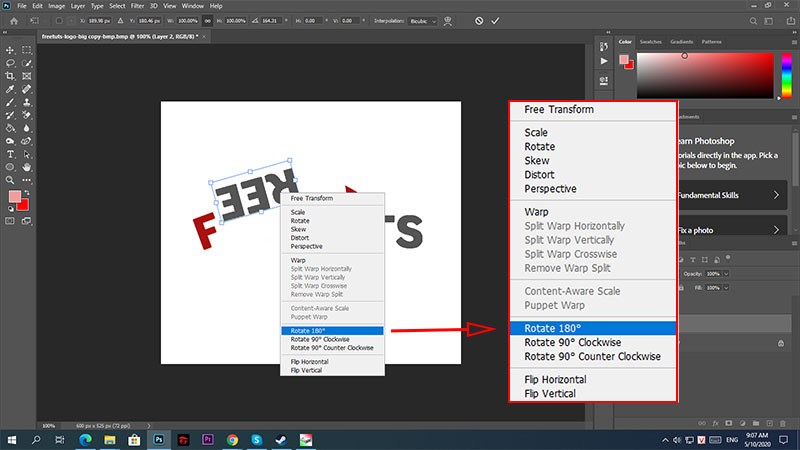 File Edit Image Layer Type Select Filter 3D View Window Help
X: 189.98 px Y: 180.46 px W: 100.00% H: 100.00% 164.31 H: 0.00 V: 0.00 Interpolation: Bicubic
freetuts-logo-big copy-bmp.bmp @ 100% (Layer 2, RGB/8) *
Color Swatches Gradients Patterns
REE
F TS
Free Transform
Scale
Rotate
Skew
Distort
Perspective
Warp
Split Warp Horizontally
Split Warp Vertically
Split Warp Crosswise
Remove Warp Split
Content-Aware Scale
Puppet Warp
Rotate 180°
Rotate 90° Clockwise
Rotate 90° Counter Clockwise
Flip Horizontal
Flip Vertical
Free Transform
Scale
Rotate
Skew
Distort
Perspective
Warp
Split Warp Horizontally
Split Warp Vertically
Split Warp Crosswise
Remove Warp Split
Content-Aware Scale
Puppet Warp
Rotate 180°
Rotate 90° Clockwise
Rotate 90° Counter Clockwise
Flip Horizontal
Flip Vertical
justments
earn Photoshop
orials directly in the app. Pick a
pic below to begin.
Fundamental Skills
Fix a photo
ths
Opacity: 100%
Fill: 100%
100% 600 px x 525 px (72 ppi)
Ps
Pr
V
ENG
9:07 AM
5/10/2020